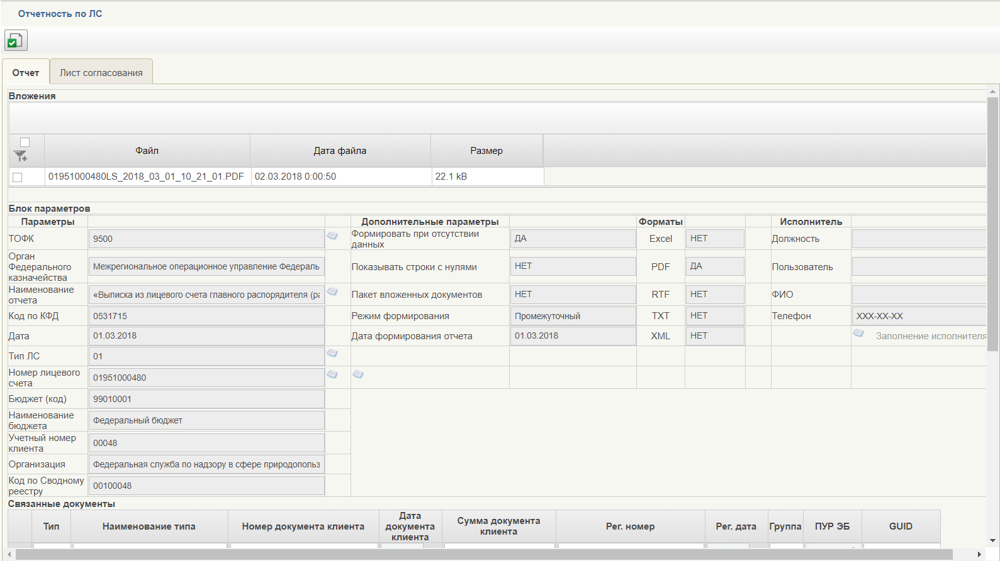 Отчетность по ЛС
Отчет Лист согласования
Вложения
Файл Дата файла Размер
01951000480LS_2018_03_01_10_21_01.PDF 02.03.2018 0:00:50 22.1 kB
Блок параметров
Параметры Дополнительные параметры Форматы Исполнитель
ТОФК 9500 Формировать при отсутствии данных ДА Excel НЕТ Должность
Орган Федерального казначейства Межрегиональное операционное управление Федераль Показывать строки с нулями НЕТ PDF ДА Пользователь
Наименование отчета «Выписка из лицевого счета главного распорядителя (ра Пакет вложенных документов НЕТ RTF НЕТ ФИО
Код по КФД 0531715 Режим формирования Промежуточный TXT НЕТ Телефон XXX-XX-XX
Дата 01.03.2018 Дата формирования отчета 01.03.2018 XML НЕТ Заполнение исполнителя
Тип ЛС 01
Номер лицевого счета 01951000480
Бюджет (код) 99010001
Наименование бюджета Федеральный бюджет
Учетный номер клиента 00048
Организация Федеральная служба по надзору в сфере природопольз
Код по Сводному реестру 00100048
Связанные документы
Тип Наименование типа Номер документа клиента Дата документа клиента Сумма документа клиента Рег. номер Рег. дата Группа ПУР ЭБ GUID